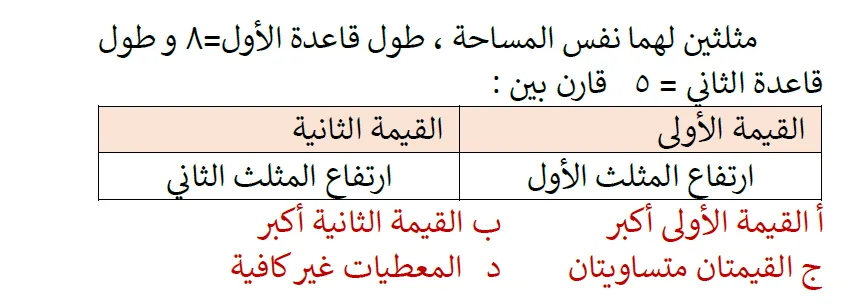 مثلثين لهما نفس المساحة ، طول قاعدة الأول=٨ و طول
قاعدة الثاني = ٥ قارن بين :
القيمة الأولى القيمة الثانية
ارتفاع المثلث الأول ارتفاع المثلث الثاني
أ القيمة الأولى أكبر ب القيمة الثانية أكبر
ج القيمتان متساويتان د المعطيات غير كافية